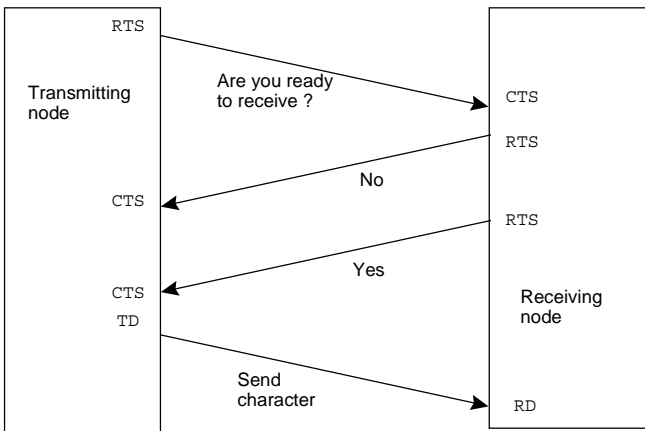 RTS
Transmitting
node
Are you ready
to receive ?
CTS
RTS
No
CTS
RTS
Yes
CTS
TD
Receiving
node
Send
character
RD